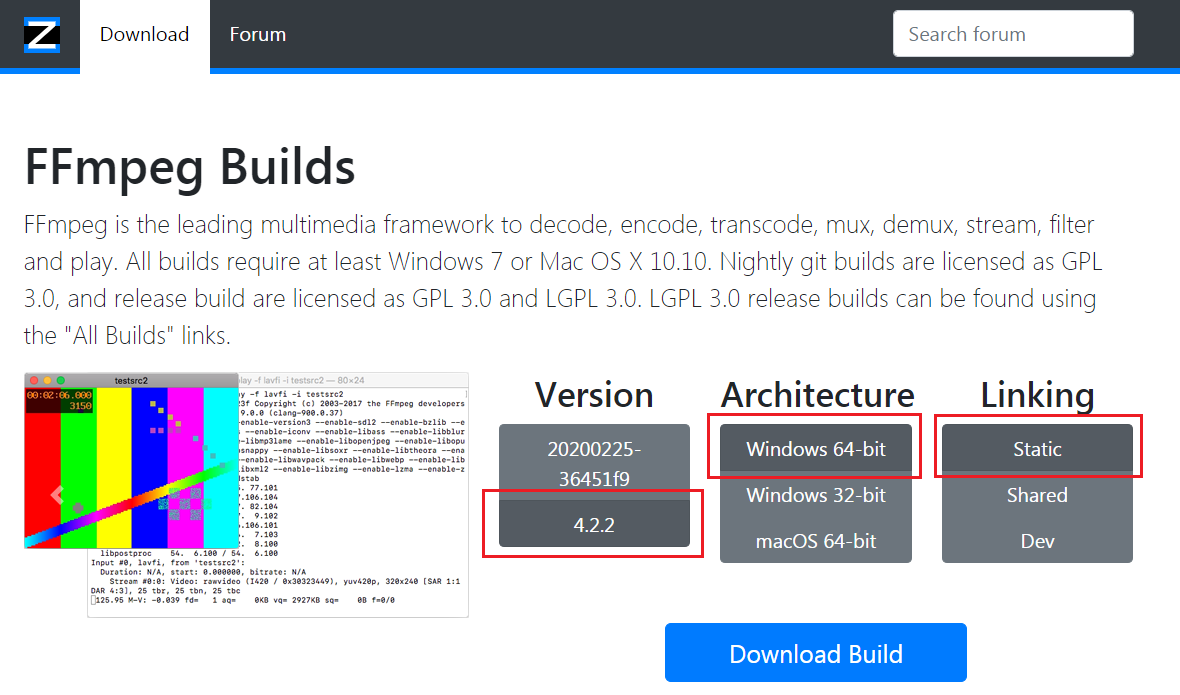 Z
Download
Forum
Search forum
FFmpeg Builds
FFmpeg is the leading multimedia framework to decode, encode, transcode, mux, demux, stream, filter
and play. All builds require at least Windows 7 or Mac OS X 10.10. Nightly git builds are licensed as GPL
3.0, and release build are licensed as GPL 3.0 and LGPL 3.0. LGPL 3.0 release builds can be found using
the "All Builds" links.
testsrc2
play -f lavfi -i testsrc2 — 80×24
00:02:06.000
3150
ay -f lavfi -i testsrc2
23f Copyright (c) 2003-2017 the FFmpeg developers
9.0.0 (clang-900.0.37)
-enable-version3 --enable-sdl2 --enable-bzlib --e
--enable-iconv --enable-libass --enable-libblur
libmp3lame --enable-libopenjpeg --enable-libopu
bsnappy --enable-libsoxr --enable-libtheora --ena
enable-libwavpack --enable-libwebp --enable-lib
ibxml2 --enable-libzimg --enable-lzma --enable-z
stab
77.101
107.104
82.104
9.102
106.101
7.103
8.100
libpostproc 54. 6.100 / 54. 6.100
Input #0, lavfi, from 'testsrc2':
Duration: N/A, start: 0.000000, bitrate: N/A
Stream #0:0: Video: rawvideo (I420 / 0x30323449), yuv420p, 320x240 [SAR 1:1
DAR 4:3], 25 tbr, 25 tbn, 25 tbc
125.95 M-V: -0.039 fd= 1 aq= 0KB vq= 2927KB sq= 0B f=0/0
Version
20200225-
36451f9
4.2.2
Architecture
Windows 64-bit
Windows 32-bit
macOS 64-bit
Linking
Static
Shared
Dev
Download Build